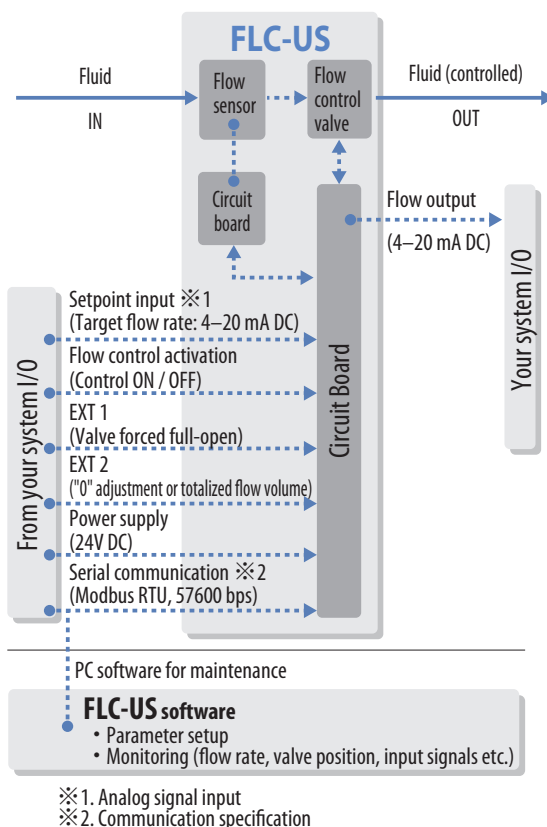 FLC-US
Fluid
IN
Flow
sensor
Flow
control
valve
Fluid (controlled)
OUT
Circuit
board
Flow output
(4–20 mA DC)
Your system I/O
From your system I/O
Setpoint input ※1
(Target flow rate: 4–20 mA DC)
Flow control activation
(Control ON / OFF)
EXT 1
(Valve forced full-open)
EXT 2
("0" adjustment or totalized flow volume)
Power supply
(24V DC)
Serial communication ※2
(Modbus RTU, 57600 bps)
Circuit Board
PC software for maintenance
FLC-US software
・Parameter setup
・Monitoring (flow rate, valve position, input signals etc.)
※1. Analog signal input
※2. Communication specification